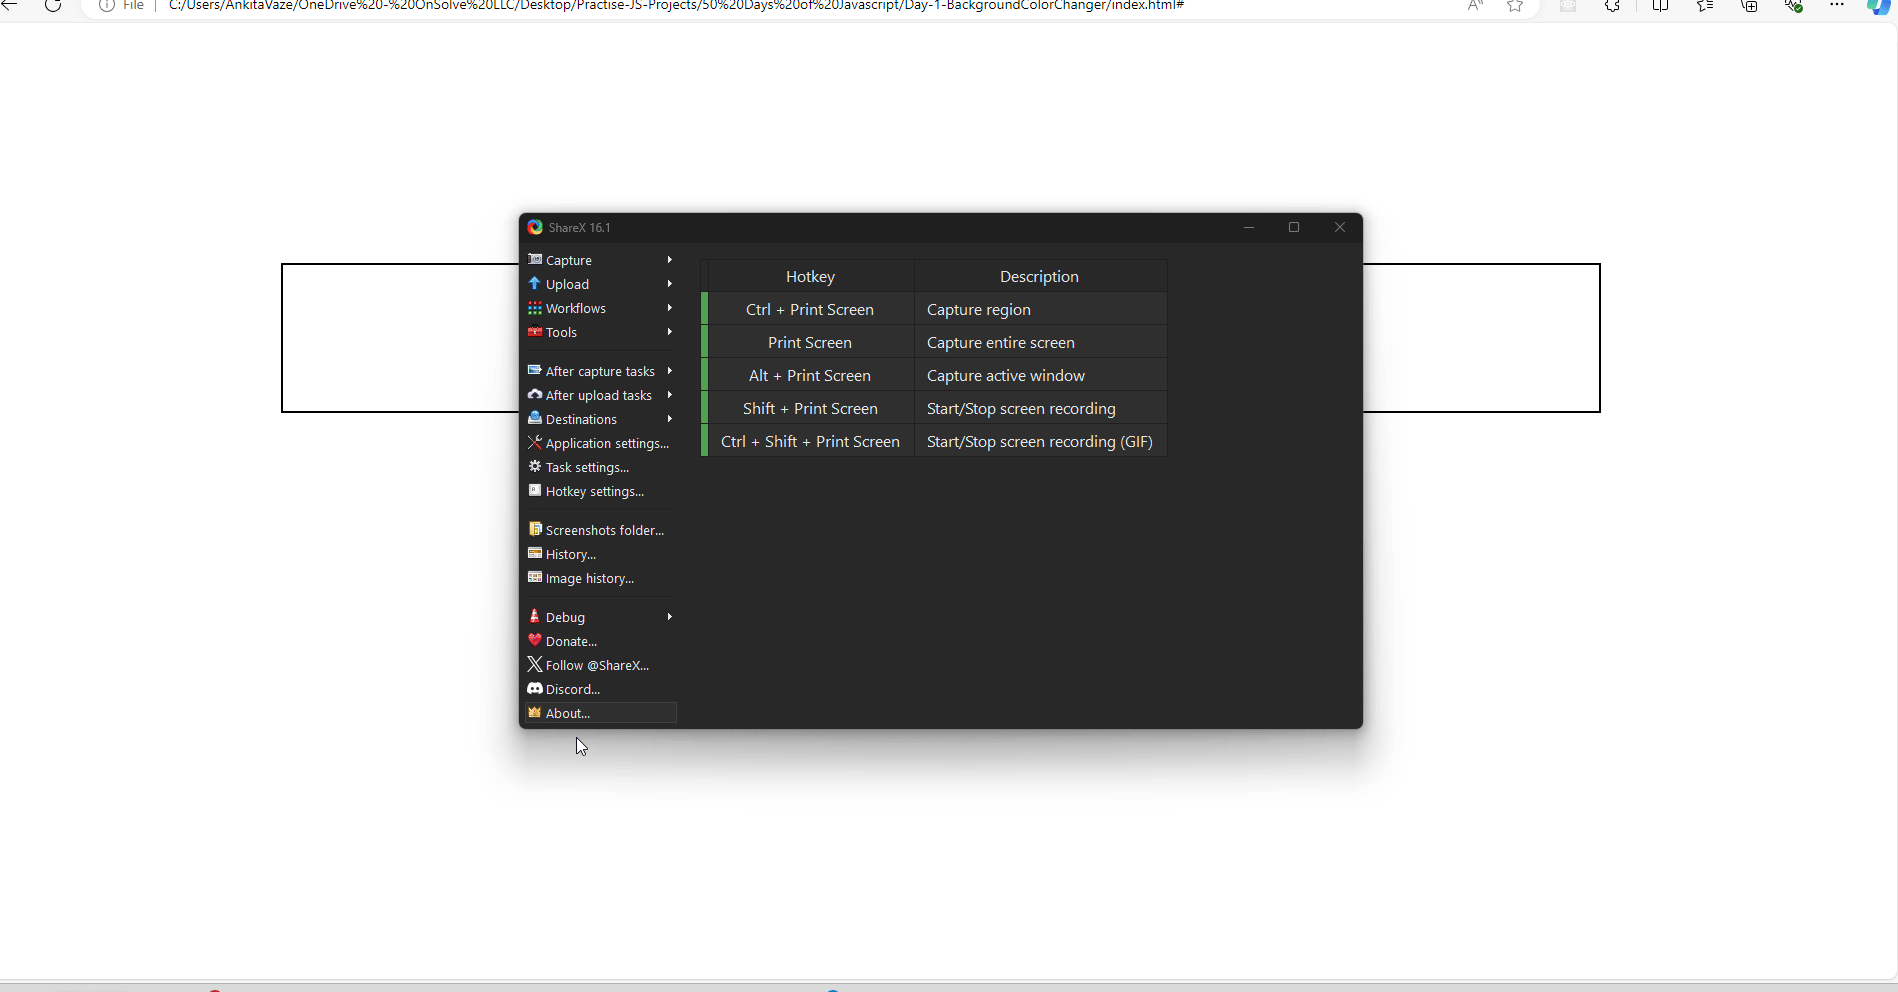 File
C:/Users/AnkitaVaze/OneDrive%20-%20OnSolve%20LLC/Desktop/Practise-JS-Projects/50%20Days%20of%20Javascript/Day-1-BackgroundColorChanger/index.html#
ShareX 16.1
Capture
Upload
Workflows
Tools
After capture tasks
After upload tasks
Destinations
Application settings...
Task settings...
Hotkey settings...
Screenshots folder...
History...
Image history...
Debug
Donate...
Follow @ShareX...
Discord...
About...
Hotkey Description
Ctrl + Print Screen Capture region
Print Screen Capture entire screen
Alt + Print Screen Capture active window
Shift + Print Screen Start/Stop screen recording
Ctrl + Shift + Print Screen Start/Stop screen recording (GIF)